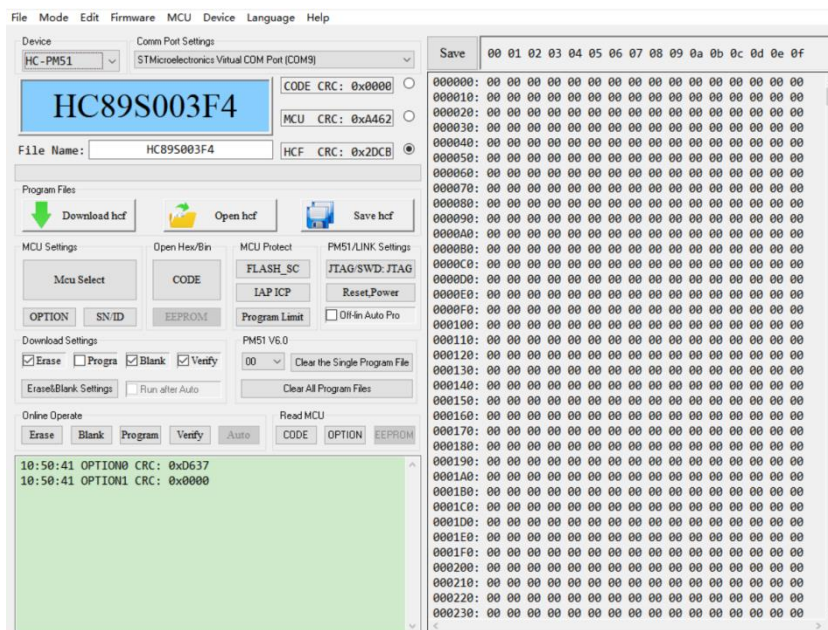 File Mode Edit Firmware MCU Device Language Help
Device
Comm Port Settings
HC-PM51
STMicroelectronics Virtual COM Port (COM9)
HC89S003F4
CODE CRC: 0x0000
MCU CRC: 0xA462
File Name: HC89S003F4
HCF CRC: 0x2DCB
Program Files
Download hcf
Open hcf
Save hcf
MCU Settings
Open Hex/Bin
MCU Protect
PM51/LINK Settings
Mcu Select
CODE
FLASH_SC
JTAG/SWD: JTAG
IAP ICP
Reset,Power
OPTION
SN/ID
EEPROM
Program Limit
Off-lin Auto Pro
Download Settings
PM51 V6.0
Erase
Progra
Blank
Verify
00
Clear the Single Program File
Erase&Blank Settings
Run after Auto
Clear All Program Files
Online Operate
Read MCU
Erase
Blank
Program
Verify
Auto
CODE
OPTION
EEPROM
10:50:41 OPTION0 CRC: 0xD637
10:50:41 OPTION1 CRC: 0x0000
Save
00 01 02 03 04 05 06 07 08 09 0a 0b 0c 0d 0e 0f
000000: 00 00 00 00 00 00 00 00 00 00 00 00 00 00 00 00
000010: 00 00 00 00 00 00 00 00 00 00 00 00 00 00 00 00
000020: 00 00 00 00 00 00 00 00 00 00 00 00 00 00 00 00
000030: 00 00 00 00 00 00 00 00 00 00 00 00 00 00 00 00
000040: 00 00 00 00 00 00 00 00 00 00 00 00 00 00 00 00
000050: 00 00 00 00 00 00 00 00 00 00 00 00 00 00 00 00
000060: 00 00 00 00 00 00 00 00 00 00 00 00 00 00 00 00
000070: 00 00 00 00 00 00 00 00 00 00 00 00 00 00 00 00
000080: 00 00 00 00 00 00 00 00 00 00 00 00 00 00 00 00
000090: 00 00 00 00 00 00 00 00 00 00 00 00 00 00 00 00
0000A0: 00 00 00 00 00 00 00 00 00 00 00 00 00 00 00 00
0000B0: 00 00 00 00 00 00 00 00 00 00 00 00 00 00 00 00
0000C0: 00 00 00 00 00 00 00 00 00 00 00 00 00 00 00 00
0000D0: 00 00 00 00 00 00 00 00 00 00 00 00 00 00 00 00
0000E0: 00 00 00 00 00 00 00 00 00 00 00 00 00 00 00 00
0000F0: 00 00 00 00 00 00 00 00 00 00 00 00 00 00 00 00
000100: 00 00 00 00 00 00 00 00 00 00 00 00 00 00 00 00
000110: 00 00 00 00 00 00 00 00 00 00 00 00 00 00 00 00
000120: 00 00 00 00 00 00 00 00 00 00 00 00 00 00 00 00
000130: 00 00 00 00 00 00 00 00 00 00 00 00 00 00 00 00
000140: 00 00 00 00 00 00 00 00 00 00 00 00 00 00 00 00
000150: 00 00 00 00 00 00 00 00 00 00 00 00 00 00 00 00
000160: 00 00 00 00 00 00 00 00 00 00 00 00 00 00 00 00
000170: 00 00 00 00 00 00 00 00 00 00 00 00 00 00 00 00
000180: 00 00 00 00 00 00 00 00 00 00 00 00 00 00 00 00
000190: 00 00 00 00 00 00 00 00 00 00 00 00 00 00 00 00
0001A0: 00 00 00 00 00 00 00 00 00 00 00 00 00 00 00 00
0001B0: 00 00 00 00 00 00 00 00 00 00 00 00 00 00 00 00
0001C0: 00 00 00 00 00 00 00 00 00 00 00 00 00 00 00 00
0001D0: 00 00 00 00 00 00 00 00 00 00 00 00 00 00 00 00
0001E0: 00 00 00 00 00 00 00 00 00 00 00 00 00 00 00 00
0001F0: 00 00 00 00 00 00 00 00 00 00 00 00 00 00 00 00
000200: 00 00 00 00 00 00 00 00 00 00 00 00 00 00 00 00
000210: 00 00 00 00 00 00 00 00 00 00 00 00 00 00 00 00
000220: 00 00 00 00 00 00 00 00 00 00 00 00 00 00 00 00
000230: 00 00 00 00 00 00 00 00 00 00 00 00 00 00 00 00